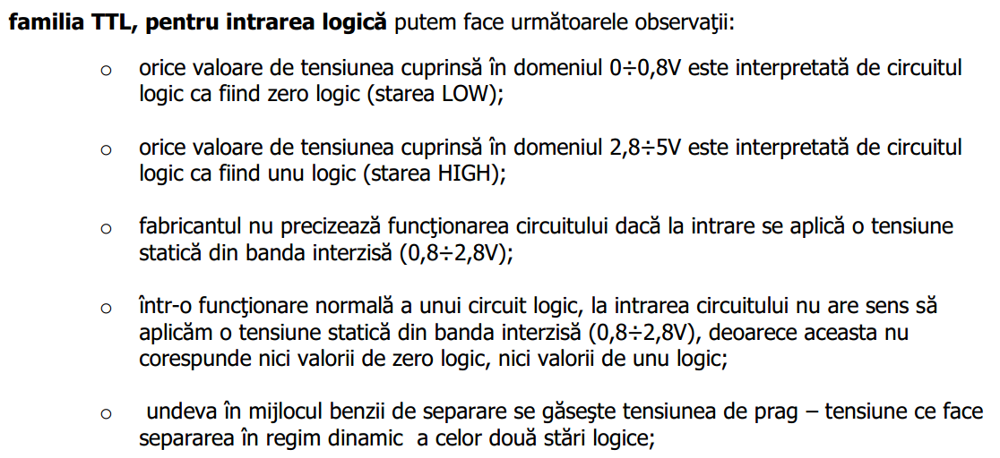 familia TTL, pentru intrarea logică putem face următoarele observaţii:
o orice valoare de tensiunea cuprinsă în domeniul 0÷0,8V este interpretată de circuitul
logic ca fiind zero logic (starea LOW);
o orice valoare de tensiunea cuprinsă în domeniul 2,8÷5V este interpretată de circuitul
logic ca fiind unu logic (starea HIGH);
o fabricantul nu precizează funcţionarea circuitului dacă la intrare se aplică o tensiune
statică din banda interzisă (0,8÷2,8V);
o într-o funcţionare normală a unui circuit logic, la intrarea circuitului nu are sens să
aplicăm o tensiune statică din banda interzisă (0,8÷2,8V), deoarece aceasta nu
corespunde nici valorii de zero logic, nici valorii de unu logic;
o undeva în mijlocul benzii de separare se găseşte tensiunea de prag – tensiune ce face
separarea în regim dinamic a celor două stări logice;